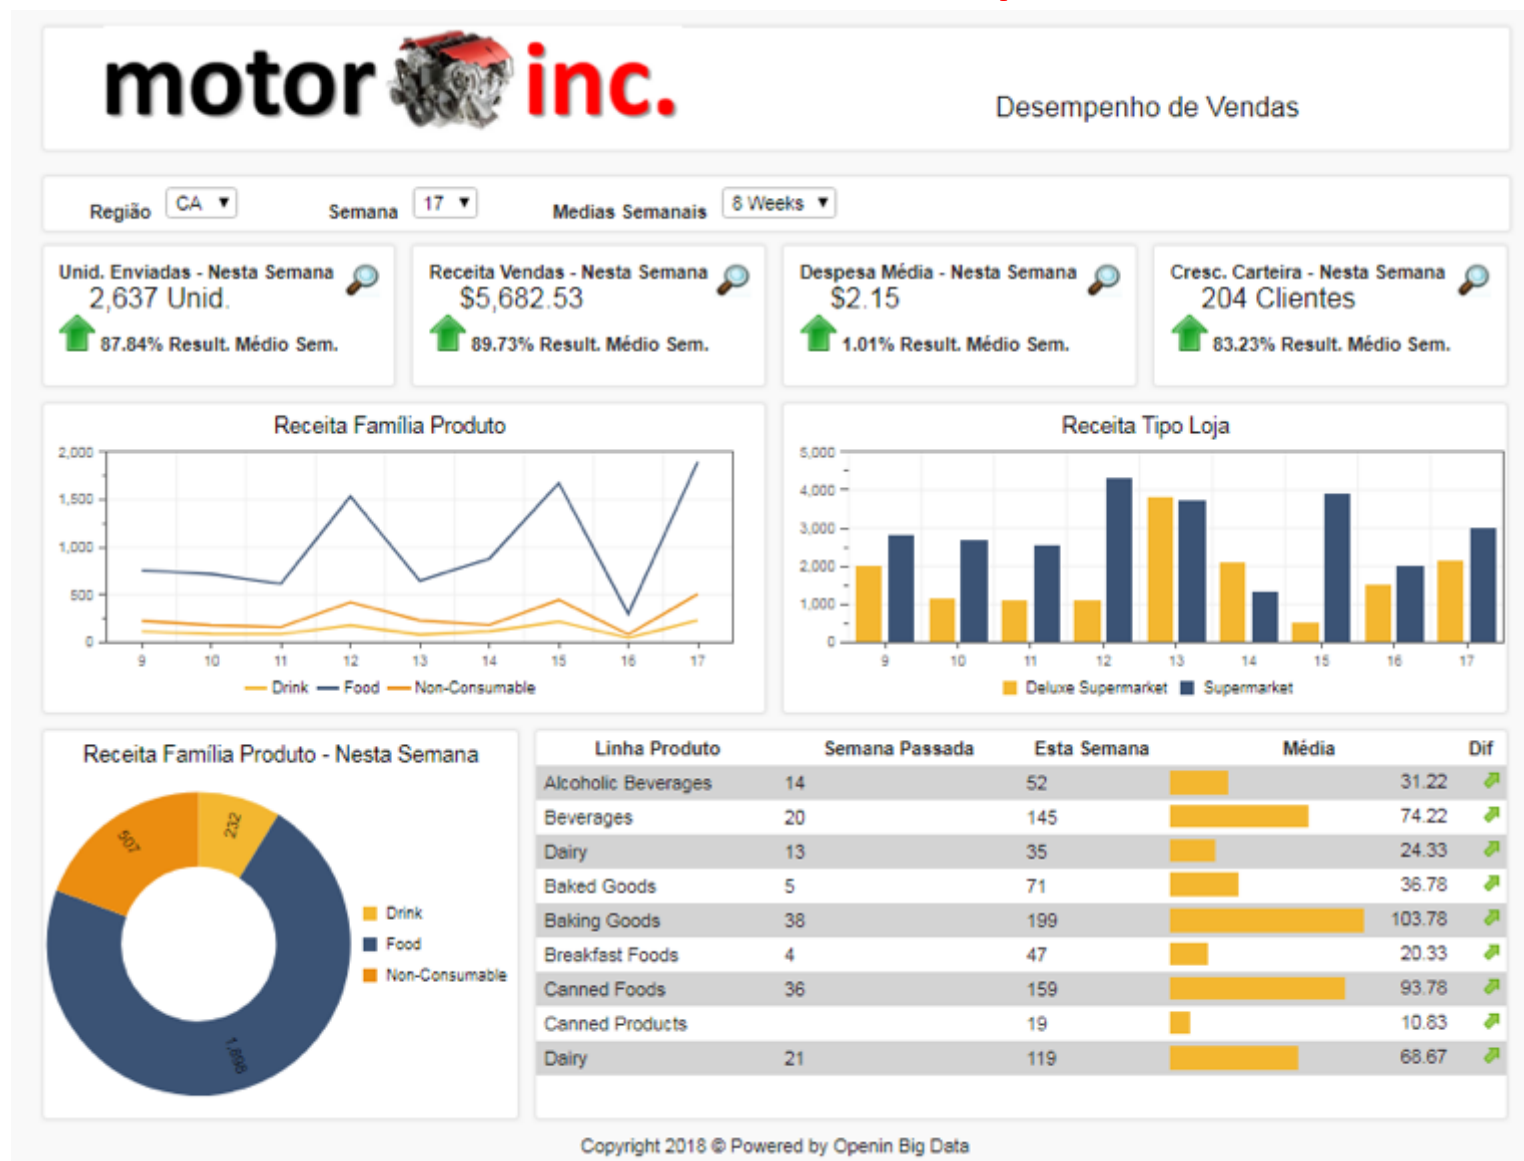 motor inc.
Desempenho de Vendas
Região CA Semana 17 Medias Semanais 8 Weeks
Unid. Enviadas - Nesta Semana
2,637 Unid.
87.84% Result. Médio Sem.
Receita Vendas - Nesta Semana
$5,682.53
89.73% Result. Médio Sem.
Despesa Média - Nesta Semana
$2.15
1.01% Result. Médio Sem.
Cresc. Carteira - Nesta Semana
204 Clientes
83.23% Result. Médio Sem.
Receita Família Produto
2,000
1,500
1,000
500
0
9 10 11 12 13 14 15 16 17
Drink Food Non-Consumable
Receita Tipo Loja
5,000
4,000
3,000
2,000
1,000
0
9 10 11 12 13 14 15 16 17
Deluxe Supermarket Supermarket
Receita Família Produto - Nesta Semana
232
507
1,898
Drink
Food
Non-Consumable
Linha Produto Semana Passada Esta Semana Média Dif
Alcoholic Beverages 14 52 31.22
Beverages 20 145 74.22
Dairy 13 35 24.33
Baked Goods 5 71 36.78
Baking Goods 38 199 103.78
Breakfast Foods 4 47 20.33
Canned Foods 36 159 93.78
Canned Products 19 10.83
Dairy 21 119 68.67
Copyright 2018 © Powered by Openin Big Data